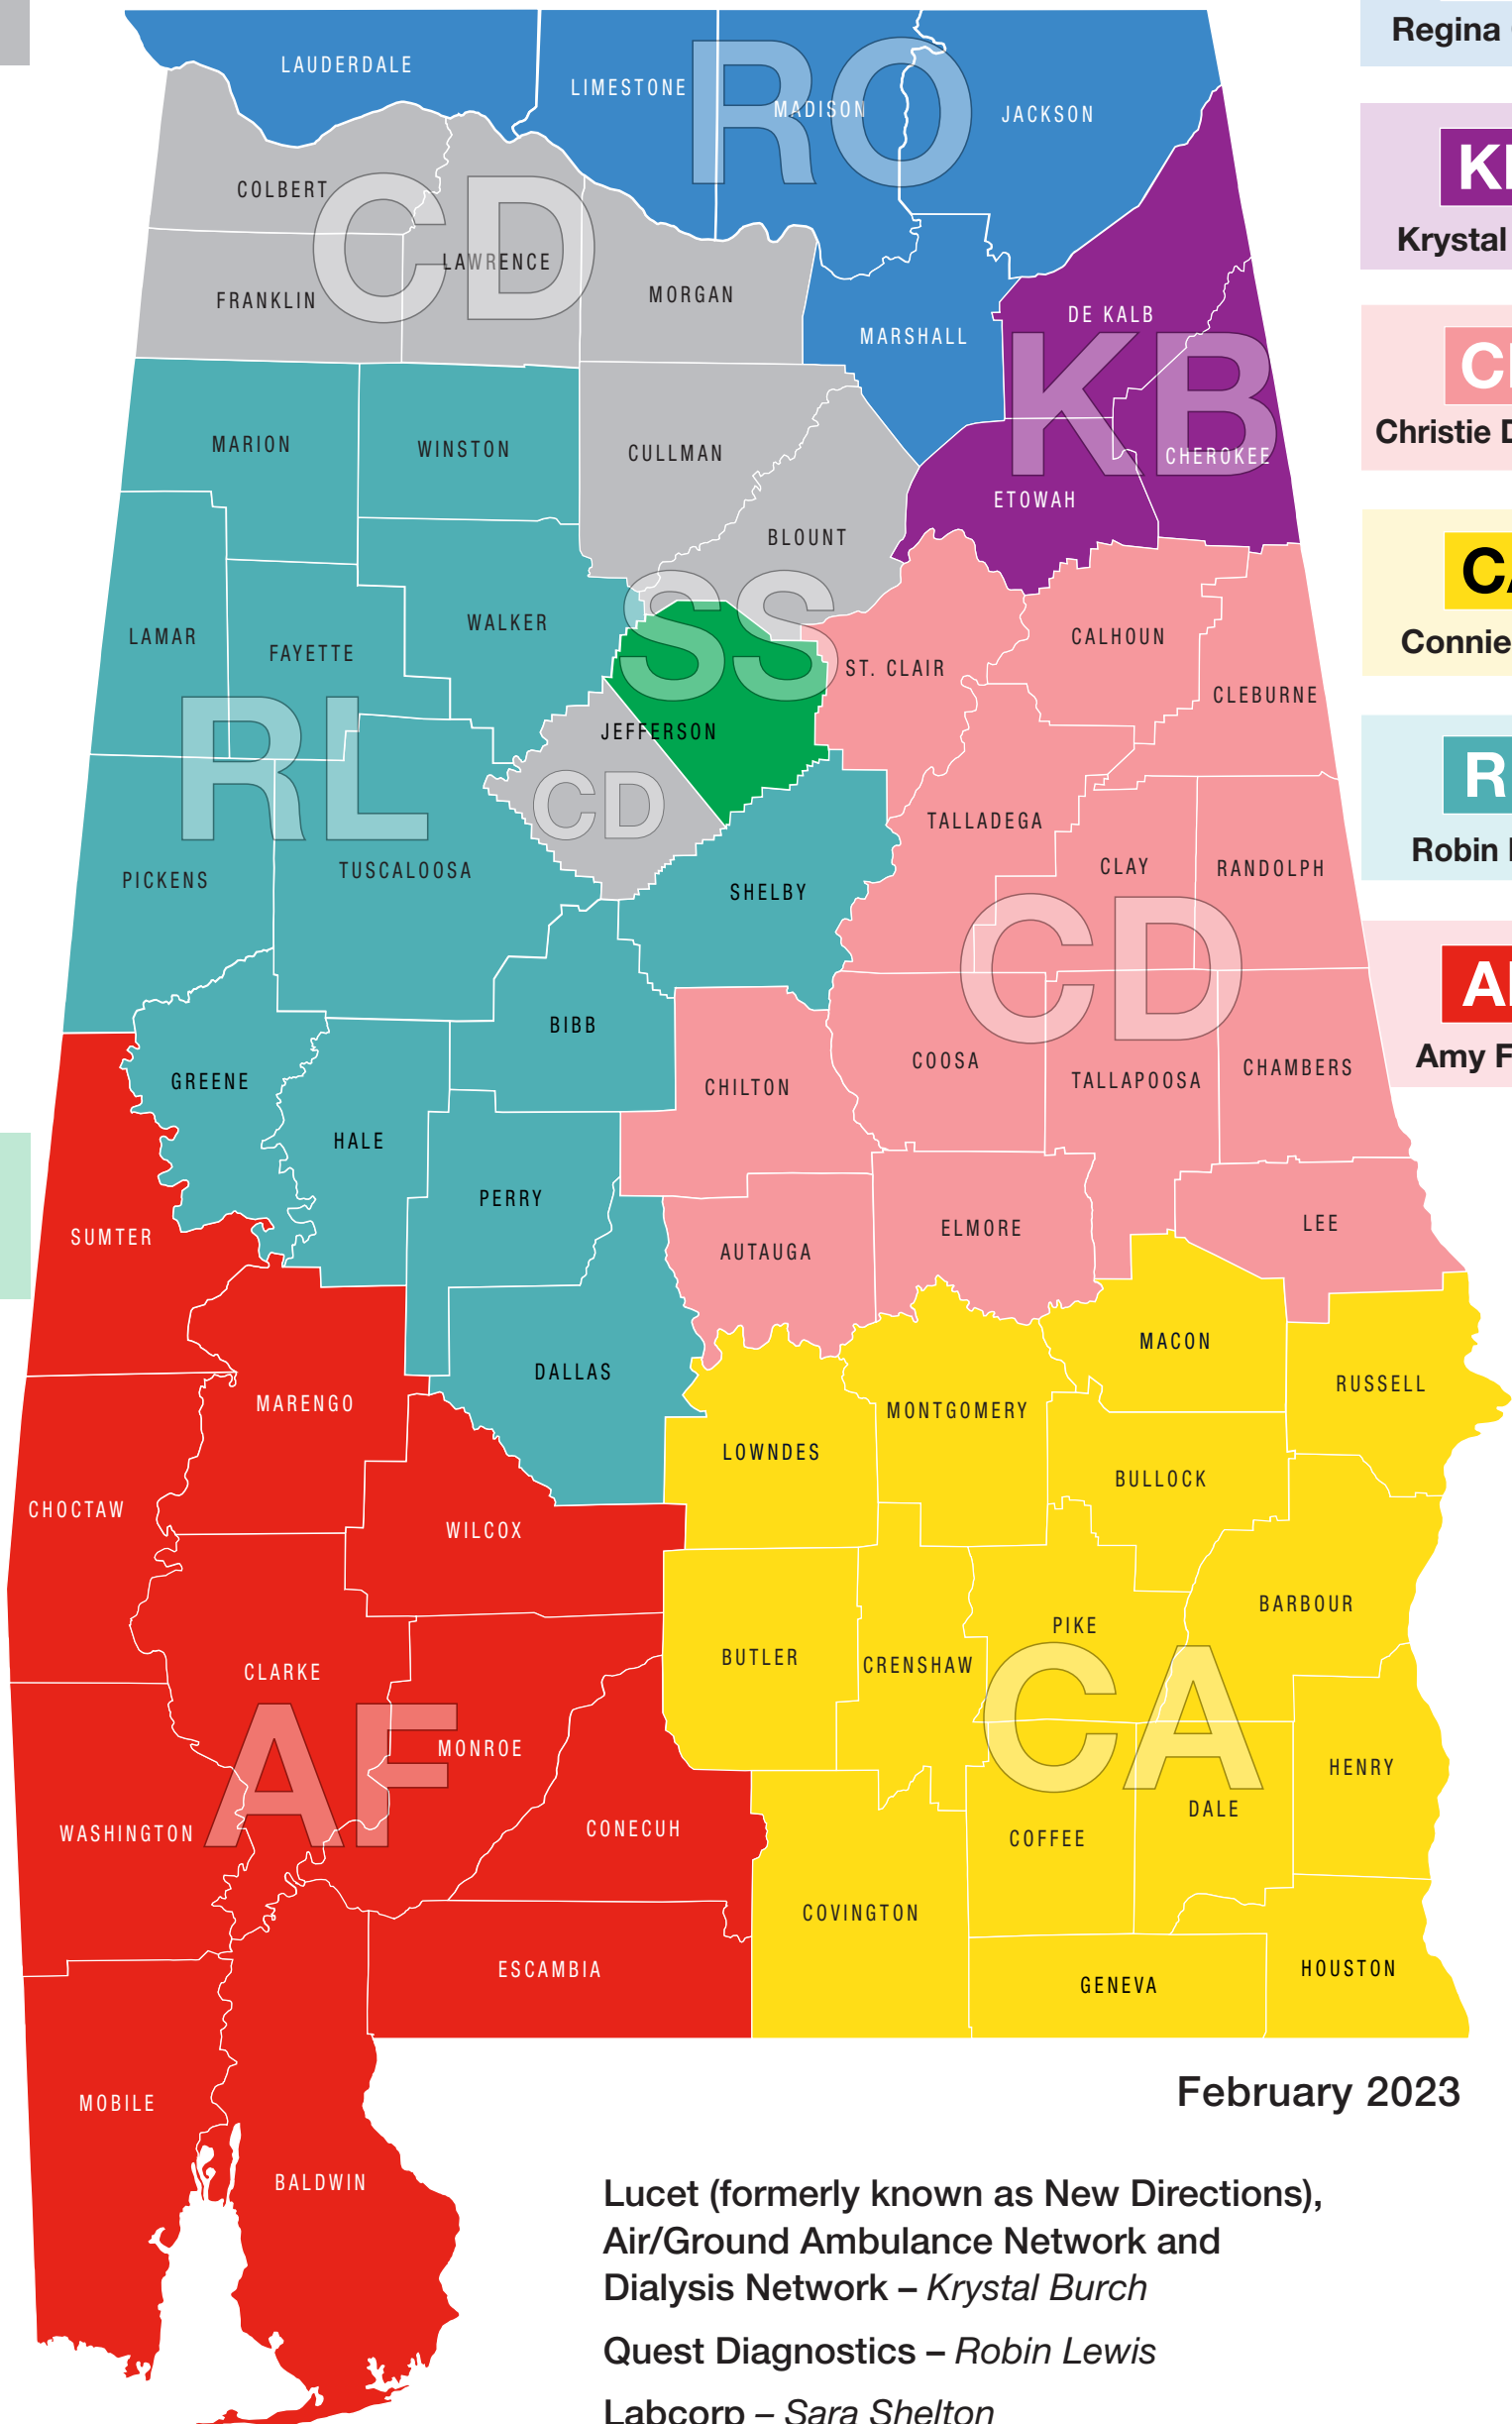 Regina
LAUDERDALE
LIMESTONE
RO
MADISON
JACKSON
KB
Krystal
COLBERT
CD
LAWRENCE
FRANKLIN
MORGAN
MARSHALL
DE KALB
KB
CHEROKEE
ETOWAH
Christie D
MARION
WINSTON
CULLMAN
BLOUNT
CA
Connie
SS
LAMAR
FAYETTE
WALKER
ST. CLAIR
CALHOUN
CLEBURNE
RL
JEFFERSON
CD
R
Robin
TALLADEGA
CLAY
RANDOLPH
PICKENS
TUSCALOOSA
SHELBY
CD
A
Amy F
BIBB
GREENE
HALE
CHILTON
COOSA
TALLAPOOSA
CHAMBERS
PERRY
SUMTER
AUTAUGA
ELMORE
LEE
MARENGO
DALLAS
MACON
RUSSELL
LOWNDES
MONTGOMERY
BULLOCK
CHOCTAW
WILCOX
BARBOUR
CLARKE
BUTLER
CRENSHAW
PIKE
CA
AF
MONROE
HENRY
WASHINGTON
CONECUH
COFFEE
DALE
COVINGTON
ESCAMBIA
GENEVA
HOUSTON
MOBILE
BALDWIN
February 2023
Lucet (formerly known as New Directions),
Air/Ground Ambulance Network and
Dialysis Network – Krystal Burch
Quest Diagnostics – Robin Lewis
Labcorp – Sara Shelton